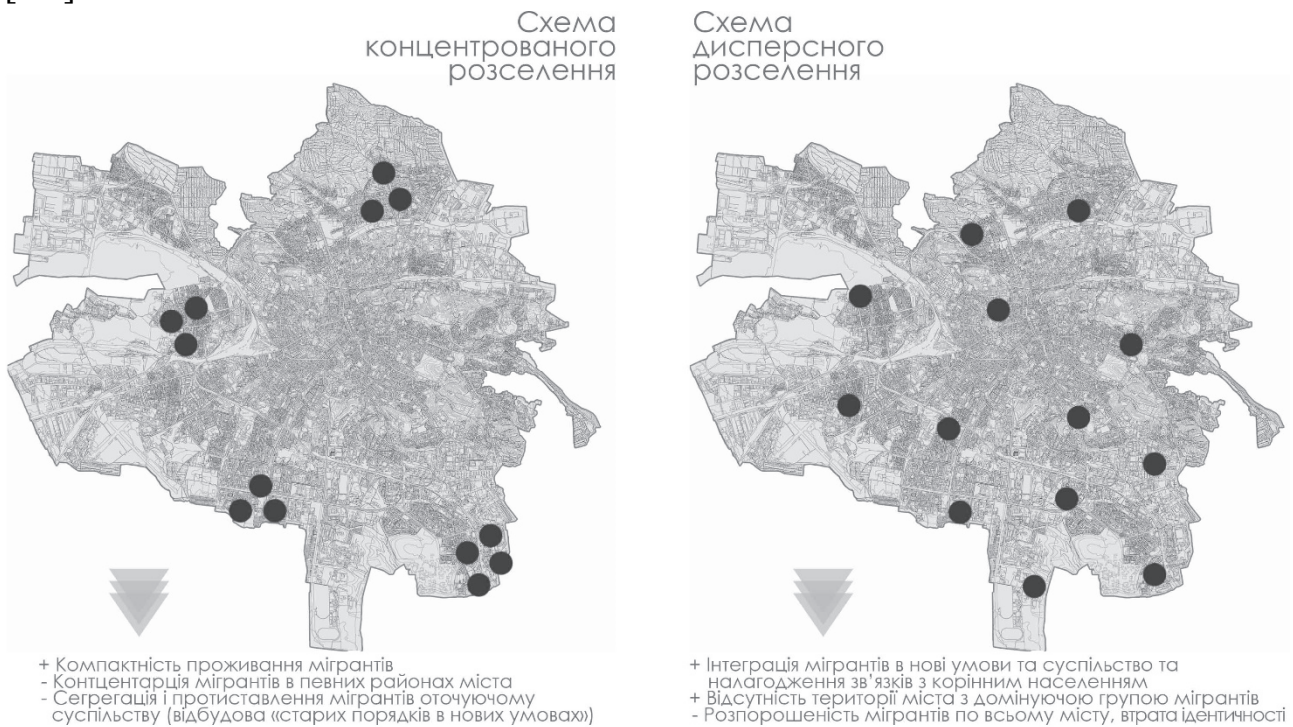 Схема
концентрованого
розселення
Схема
дисперсного
розселення
+ Компактність проживання мігрантів
- Контцентарція мігрантів в певних районах міста
- Сегрегація і протиставлення мігрантів оточуючому
суспільству (відбудова «старих порядків в нових умовах»)
+ Інтеграція мігрантів в нові умови та суспільство та
налагодження зв’язків з корінним населенням
+ Відсутність території міста з домінуючою групою мігрантів
- Розпорошеність мігрантів по всьому місту, втрата ідентичності